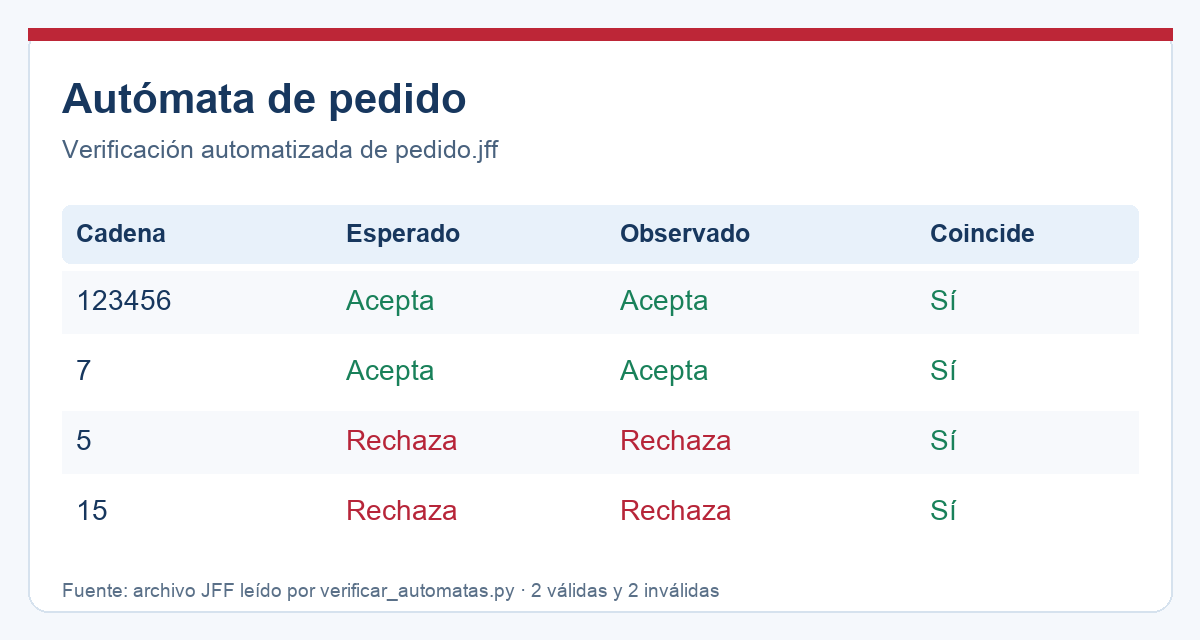 Autómata de pedido
Verificación automatizada de pedido.jff
Cadena Esperado Observado Coincide
123456 Acepta Acepta Sí
7 Acepta Acepta Sí
5 Rechaza Rechaza Sí
15 Rechaza Rechaza Sí
Fuente: archivo JFF leído por verificar_automatas.py · 2 válidas y 2 inválidas